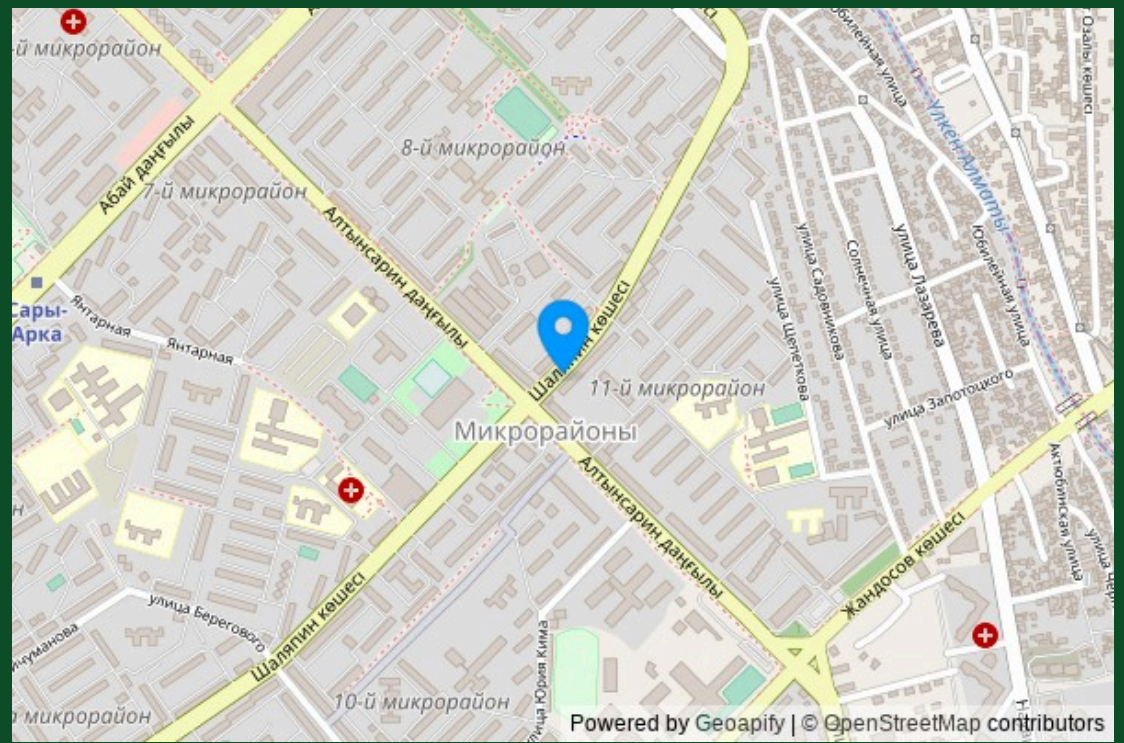 -й микрорайон
Юбилейная улица
Озалы көшесі
Үлкен Алматы
Абай даңғылы
8-й микрорайон
7-й микрорайон
Алтынсарин даңғылы
Юбилейная улица
улица Лазарева
улица Садовникова
Солнечная улица
Сары-
Арка
Янтарная
Янтарная
улица Щепеткова
Шаляпин көшесі
11-й микрорайон
улица Запотоцкого
Микрорайоны
Алтынсарин даңғылы
Актюбинская улица
Жандосов көшесі
улица Берегового
Шаляпин көшесі
улица Юрия Кима
10-й микрорайон
микрорайон
Powered by Geoapify | © OpenStreetMap contributors